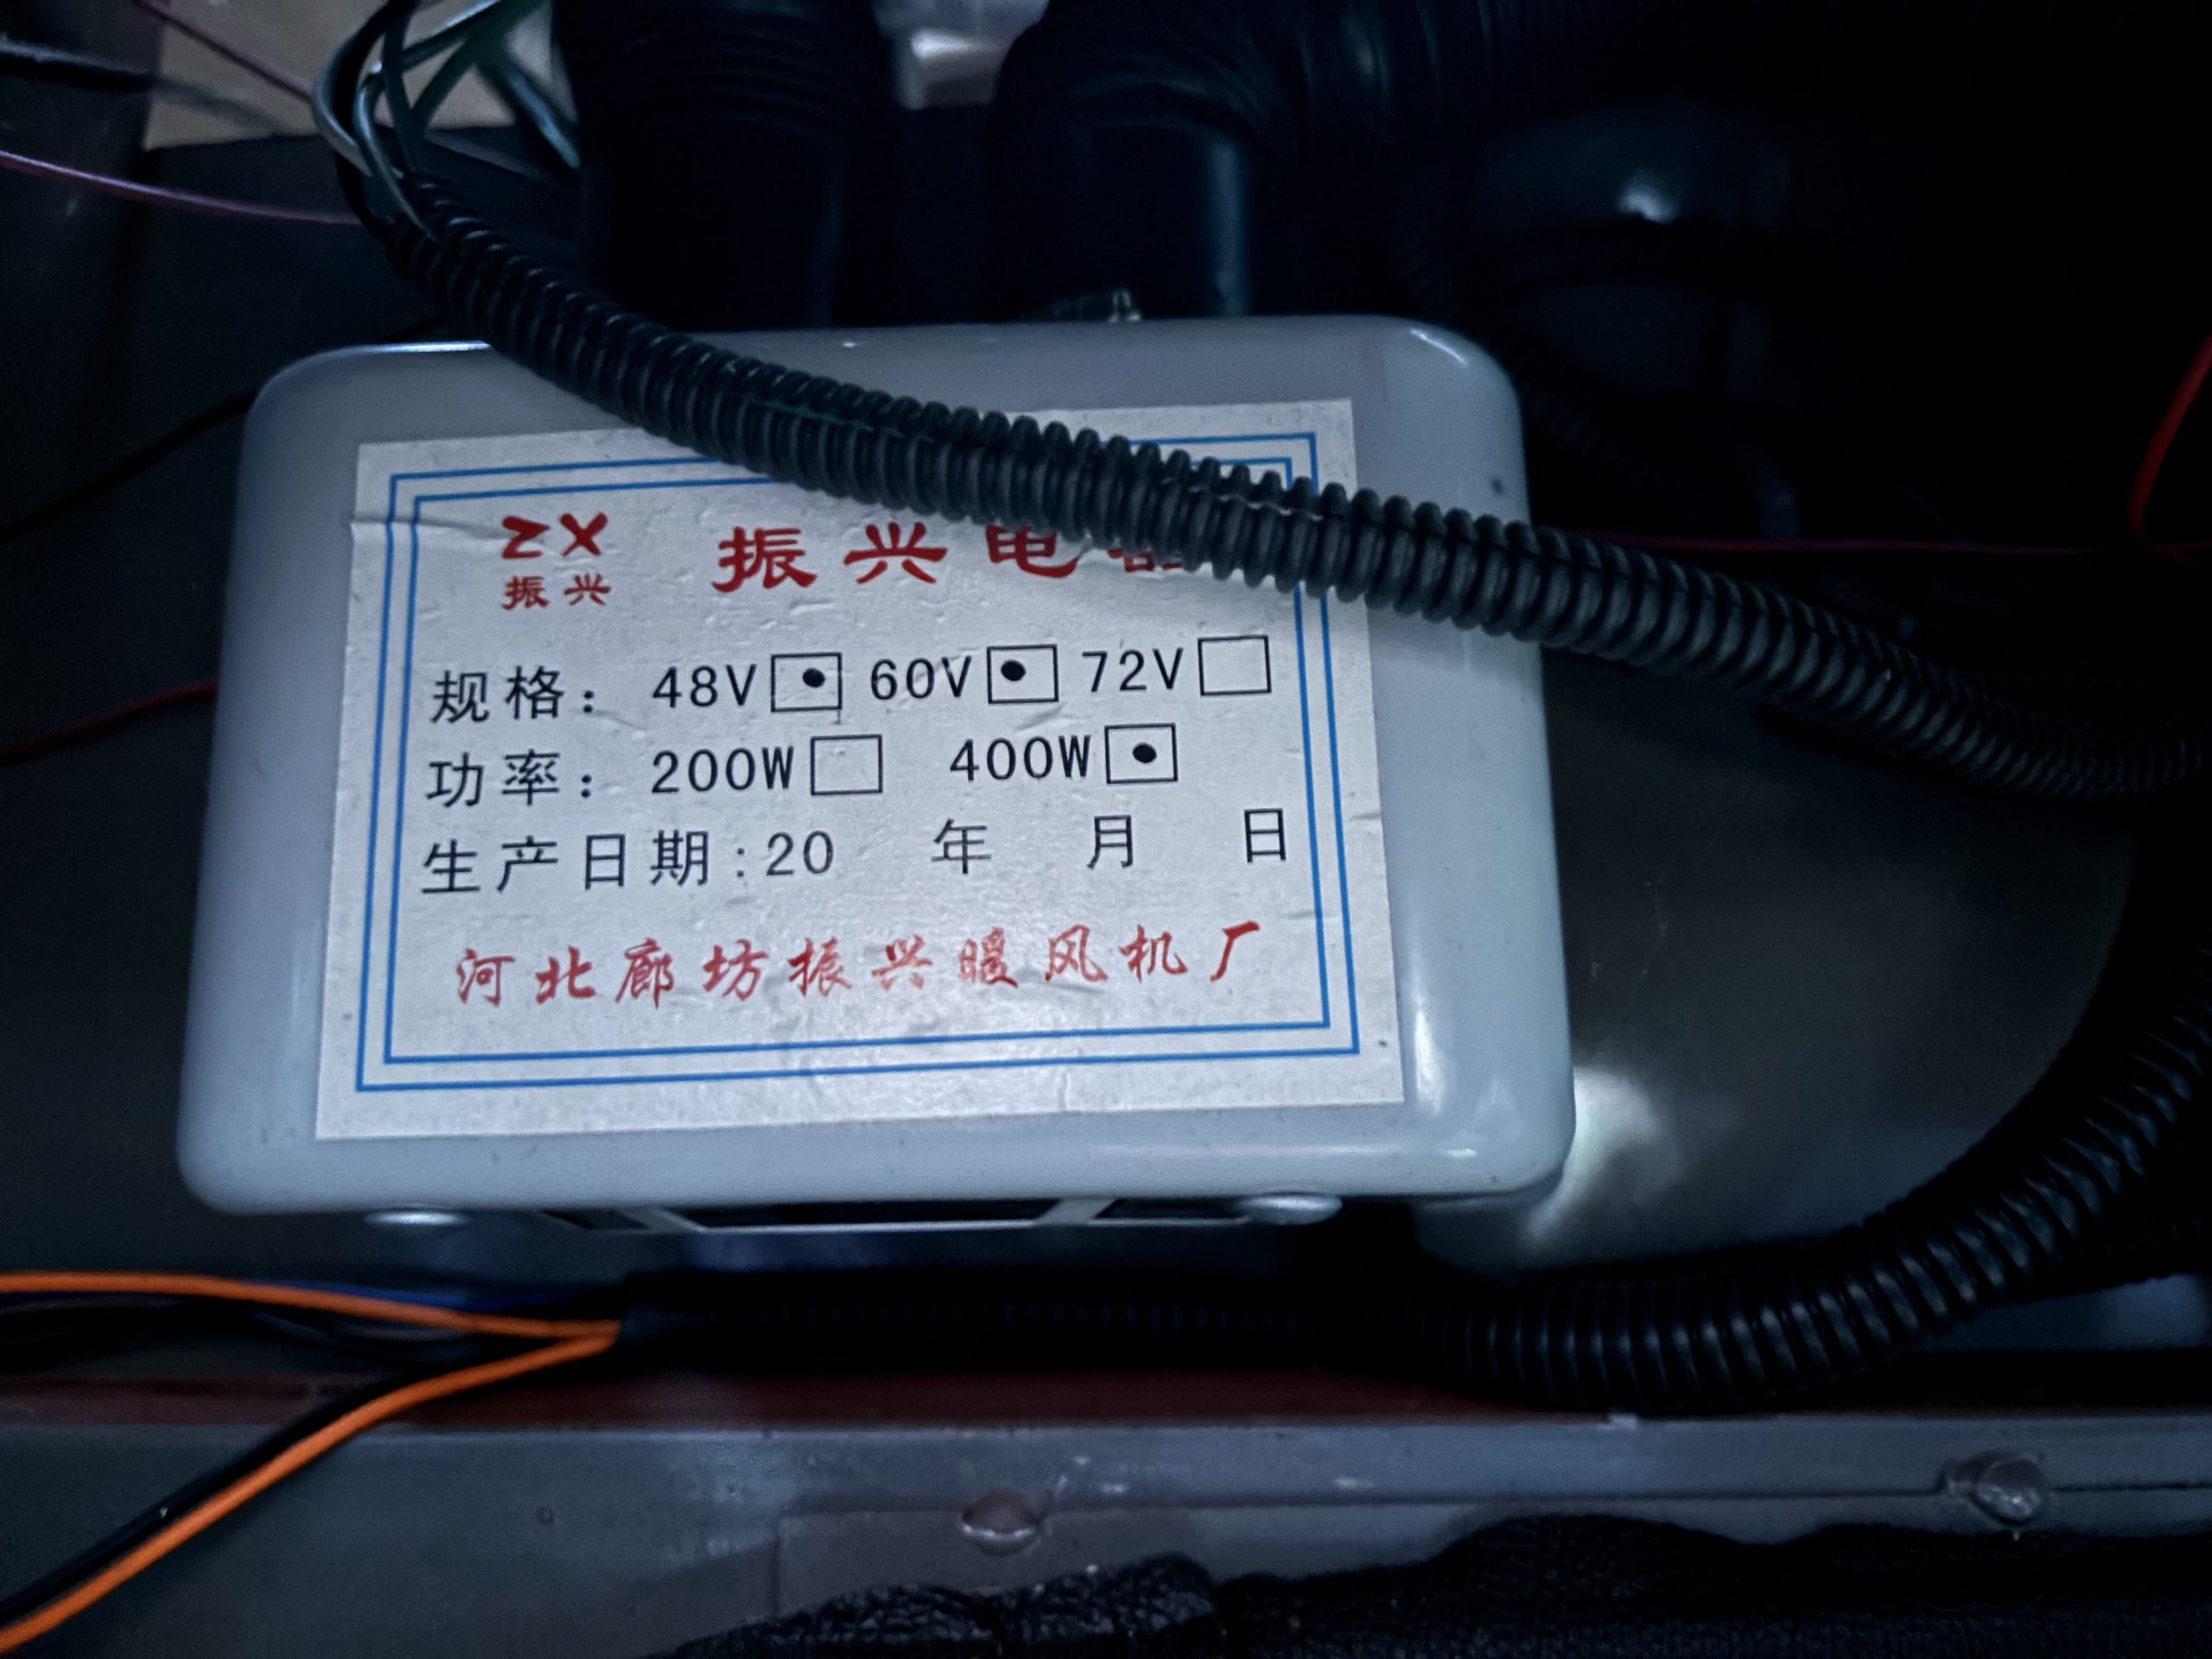 ZX
振兴
振兴电器
规格：48V 60V 72V
功率：200W 400W
生产日期:20 年 月 日
河北廊坊振兴暖风机厂